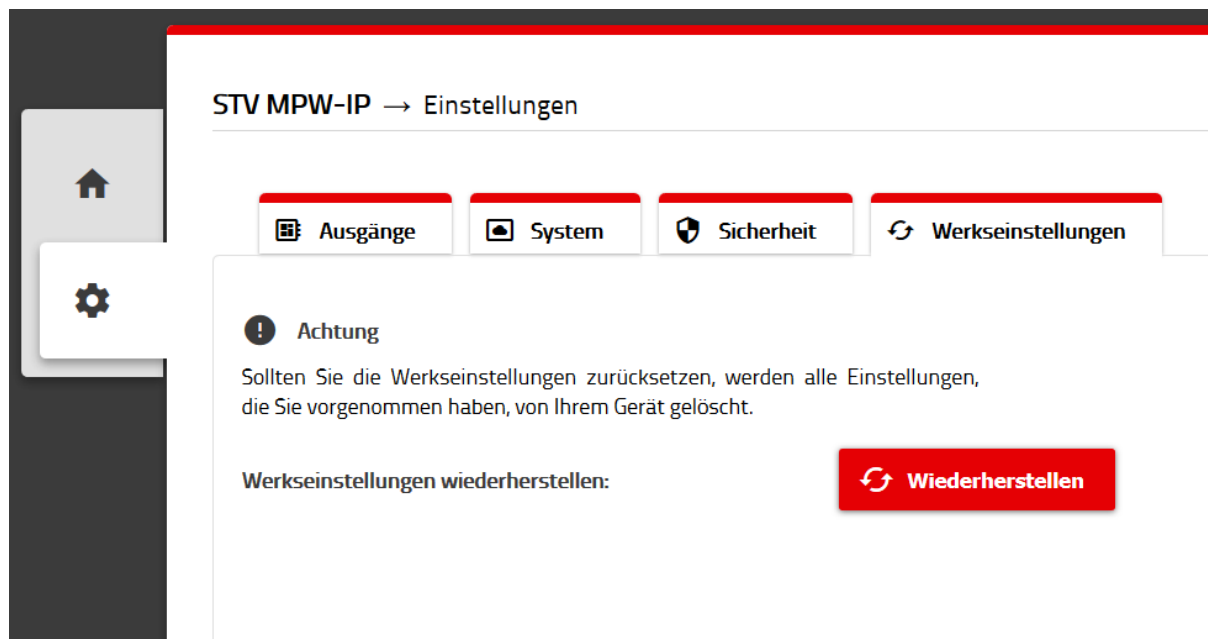 STV MPW-IP → Einstellungen
Ausgänge System Sicherheit Werkseinstellungen
Achtung
Sollten Sie die Werkseinstellungen zurücksetzen, werden alle Einstellungen,
die Sie vorgenommen haben, von Ihrem Gerät gelöscht.
Werkseinstellungen wiederherstellen: Wiederherstellen